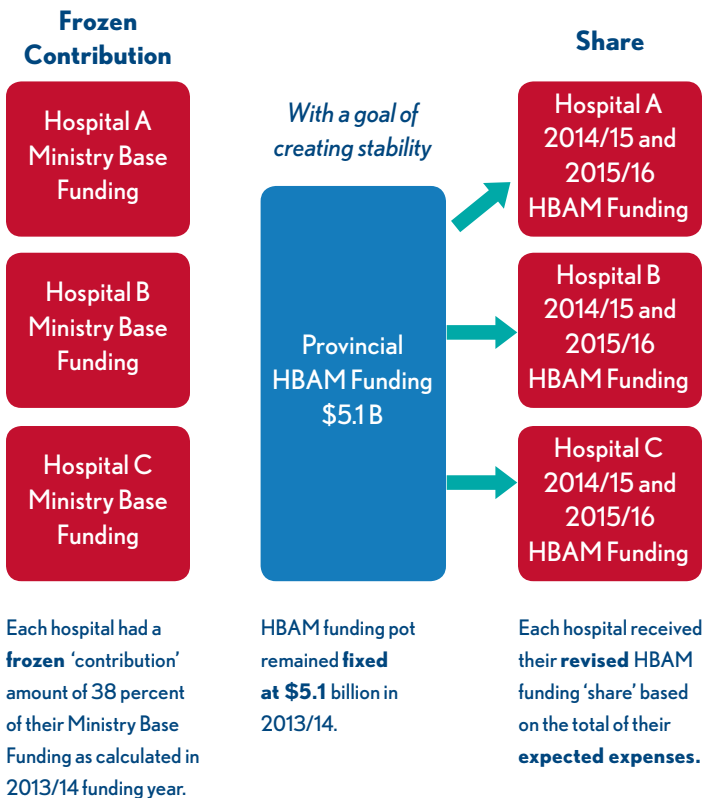 Frozen
Contribution
Hospital A
Ministry Base
Funding
Hospital B
Ministry Base
Funding
Hospital C
Ministry Base
Funding
Each hospital had a
frozen ‘contribution’
amount of 38 percent
of their Ministry Base
Funding as calculated in
2013/14 funding year.
With a goal of
creating stability
Provincial
HBAM Funding
$5.1 B
HBAM funding pot
remained fixed
at $5.1 billion in
2013/14.
Share
Hospital A
2014/15 and
2015/16
HBAM Funding
Hospital B
2014/15 and
2015/16
HBAM Funding
Hospital C
2014/15 and
2015/16
HBAM Funding
Each hospital received
their revised HBAM
funding ‘share’ based
on the total of their
expected expenses.